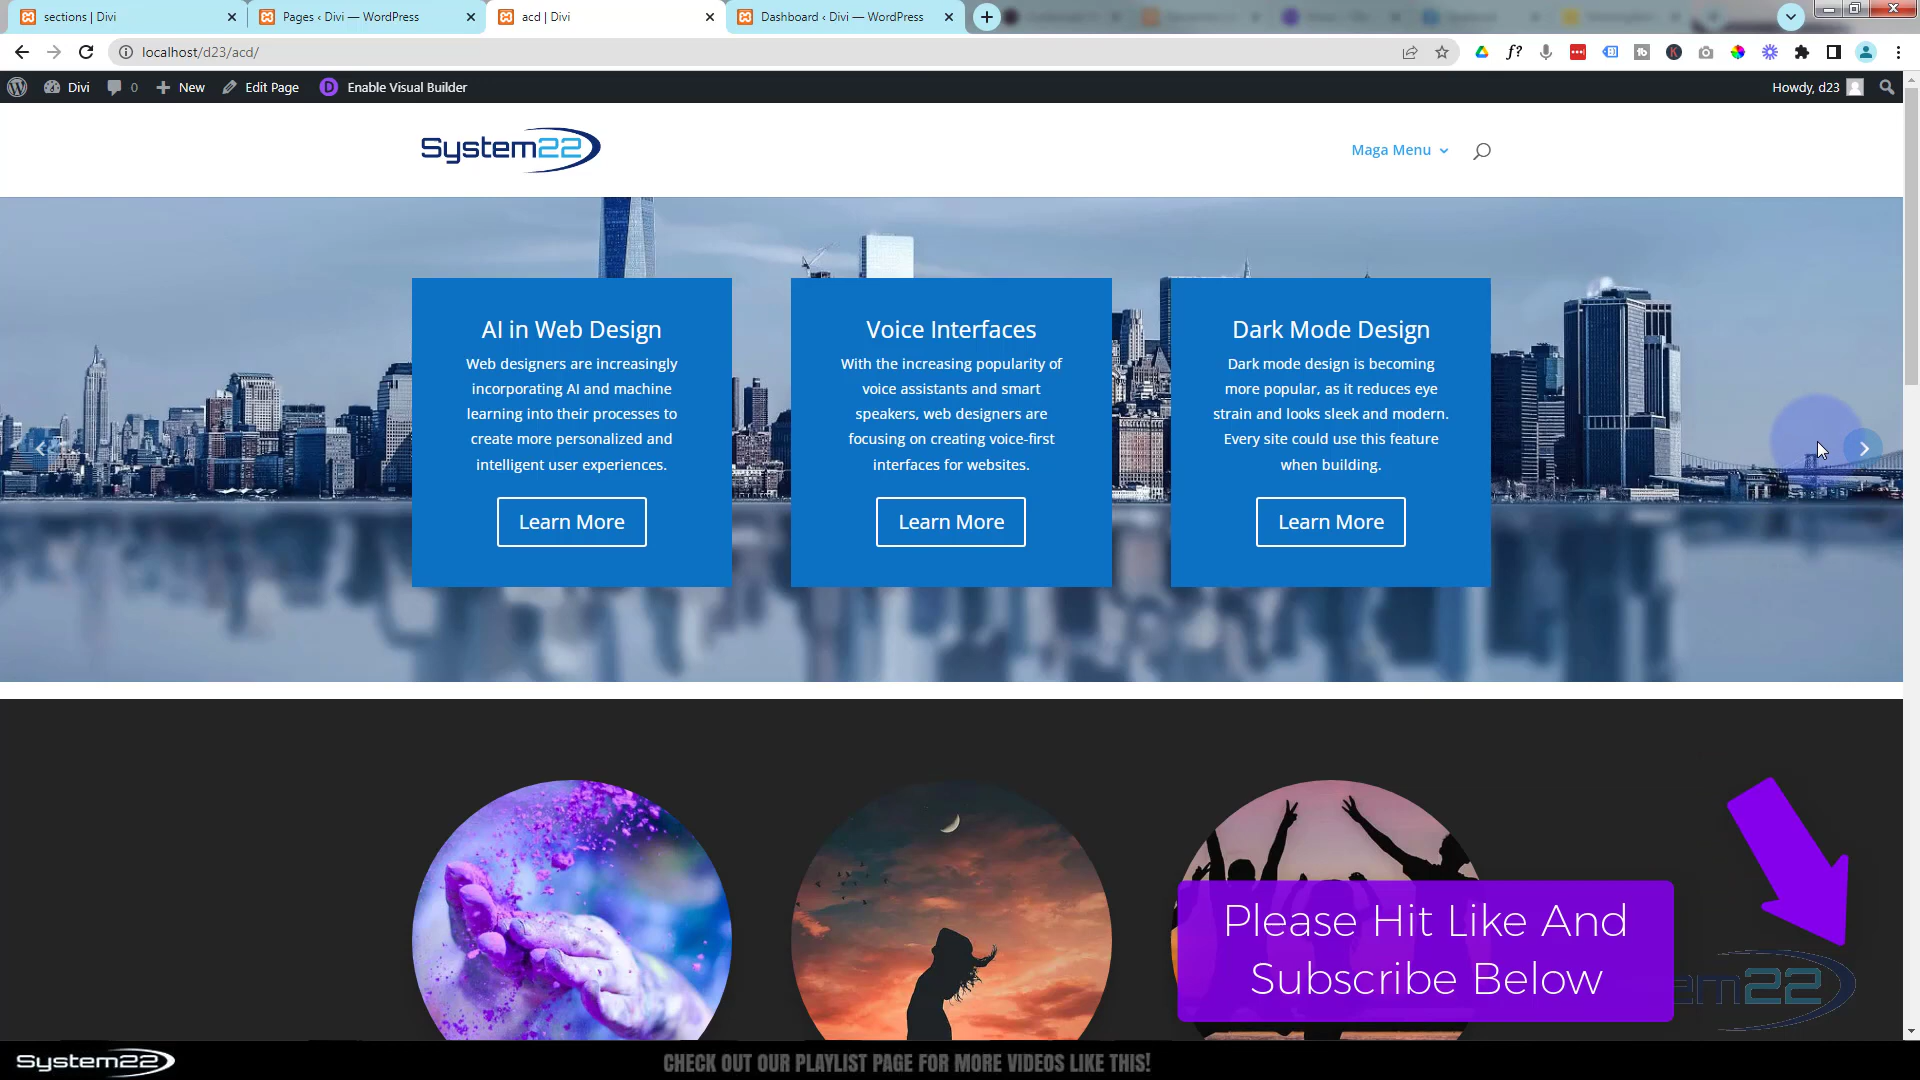 sections | Divi
Pages ‹ Divi — WordPress
acd | Divi
Dashboard ‹ Divi — WordPress
localhost/d23/acd/
Divi
0
New
Edit Page
Enable Visual Builder
Howdy, d23
System22
Maga Menu
AI in Web Design
Web designers are increasingly
incorporating AI and machine
learning into their processes to
create more personalized and
intelligent user experiences.
Learn More
Voice Interfaces
With the increasing popularity of
voice assistants and smart
speakers, web designers are
focusing on creating voice-first
interfaces for websites.
Learn More
Dark Mode Design
Dark mode design is becoming
more popular, as it reduces eye
strain and looks sleek and modern.
Every site could use this feature
when building.
Learn More
Please Hit Like And
Subscribe Below
em22
System22
CHECK OUT OUR PLAYLIST PAGE FOR MORE VIDEOS LIKE THIS!